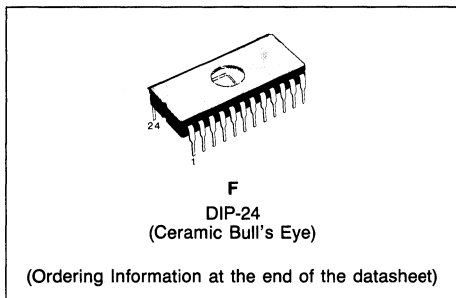 24
1
F
DIP-24
(Ceramic Bull's Eye)
(Ordering Information at the end of the datasheet)